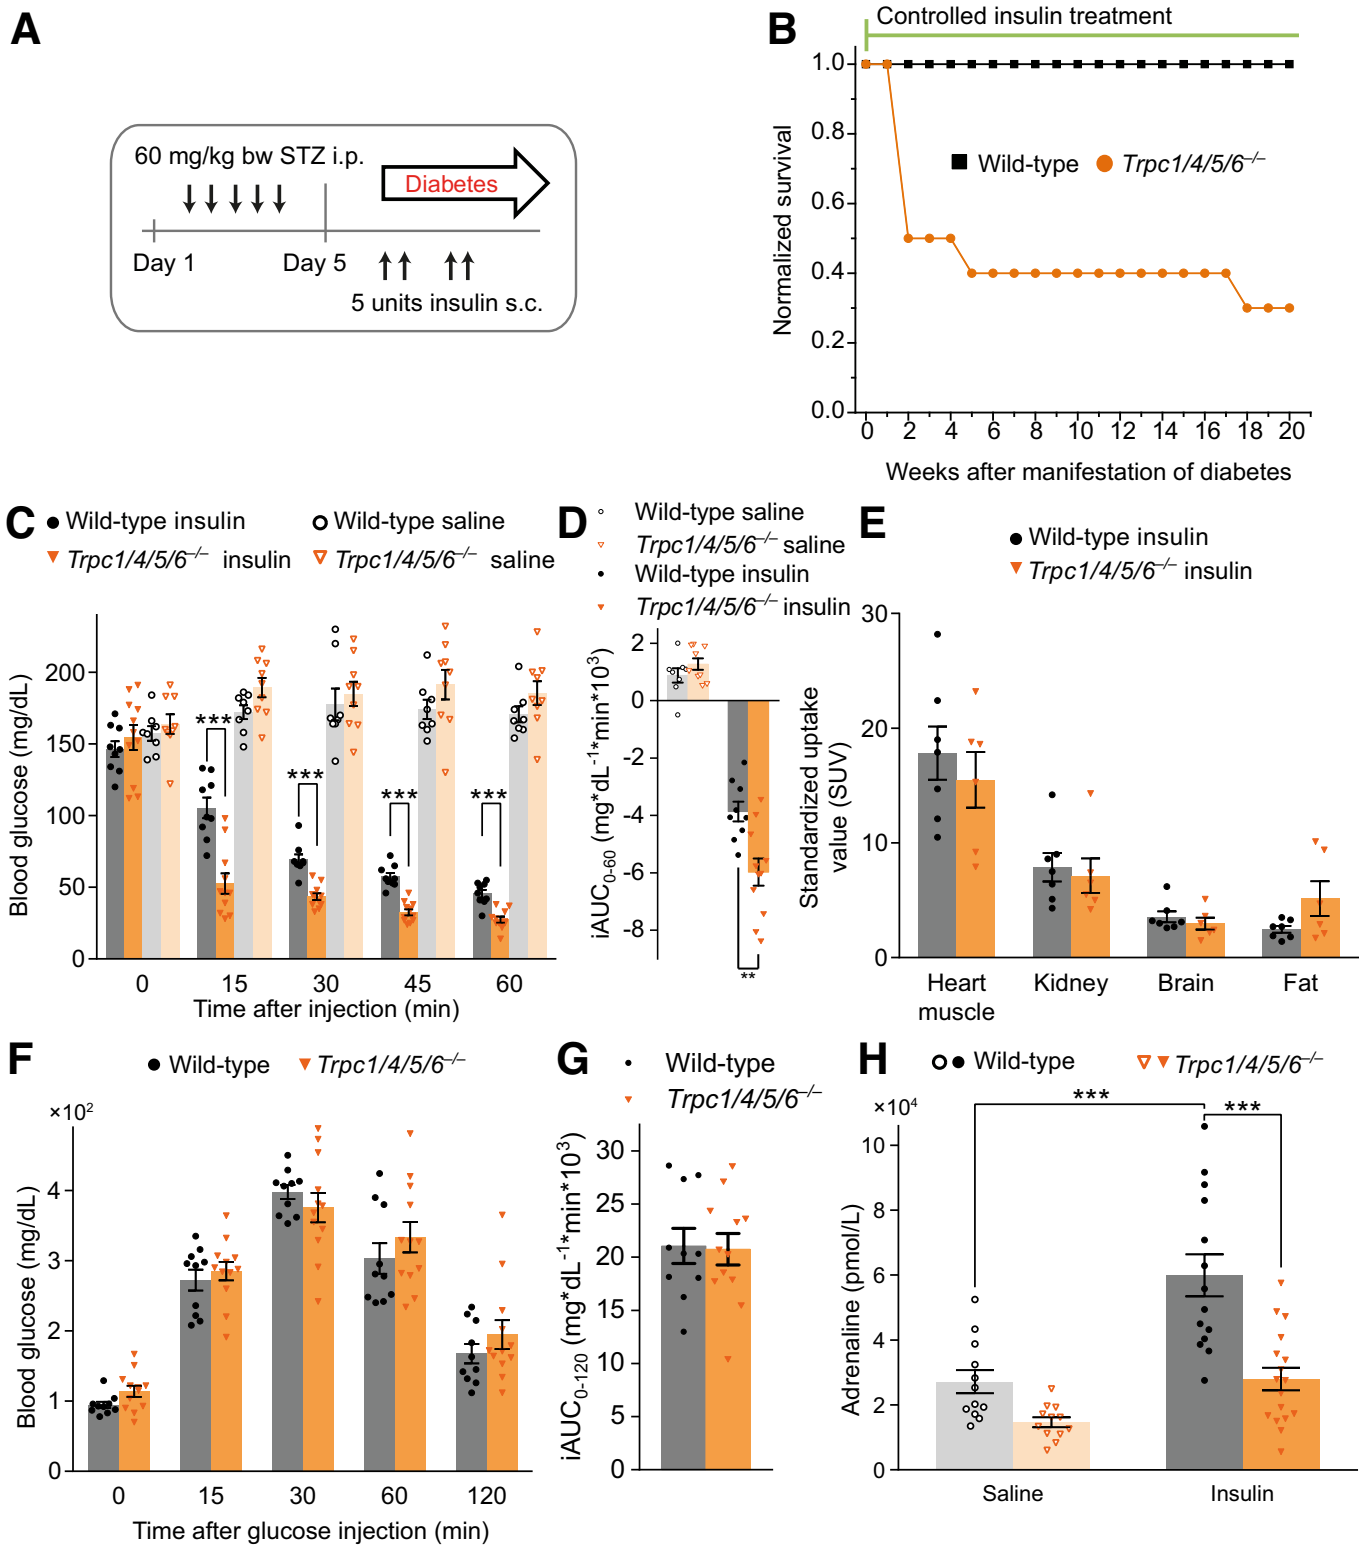 A
60 mg/kg bw STZ i.p.
Diabetes
Day 1
Day 5
5 units insulin s.c.
B
Controlled insulin treatment
1.0
0.8
0.6
0.4
0.2
0.0
Normalized survival
Wild-type
Trpc1/4/5/6–/–
0 2 4 6 8 10 12 14 16 18 20
Weeks after manifestation of diabetes
C
Wild-type insulin
Wild-type saline
Trpc1/4/5/6–/– insulin
Trpc1/4/5/6–/– saline
Blood glucose (mg/dL)
200
150
100
50
0
***
***
***
***
0 15 30 45 60
Time after injection (min)
D
Wild-type saline
Trpc1/4/5/6–/– saline
Wild-type insulin
Trpc1/4/5/6–/– insulin
iAUC0-60 (mg*dL-1*min*103)
2
0
-2
-4
-6
-8
**
E
Wild-type insulin
Trpc1/4/5/6–/– insulin
Standardized uptake
value (SUV)
30
20
10
0
Heart
muscle
Kidney
Brain
Fat
F
Wild-type
Trpc1/4/5/6–/–
×102
Blood glucose (mg/dL)
4
3
2
1
0
0 15 30 60 120
Time after glucose injection (min)
G
Wild-type
Trpc1/4/5/6–/–
iAUC0-120 (mg*dL-1*min*103)
30
25
20
15
10
5
0
H
Wild-type
Trpc1/4/5/6–/–
×104
Adrenaline (pmol/L)
10
8
6
4
2
0
***
***
Saline
Insulin